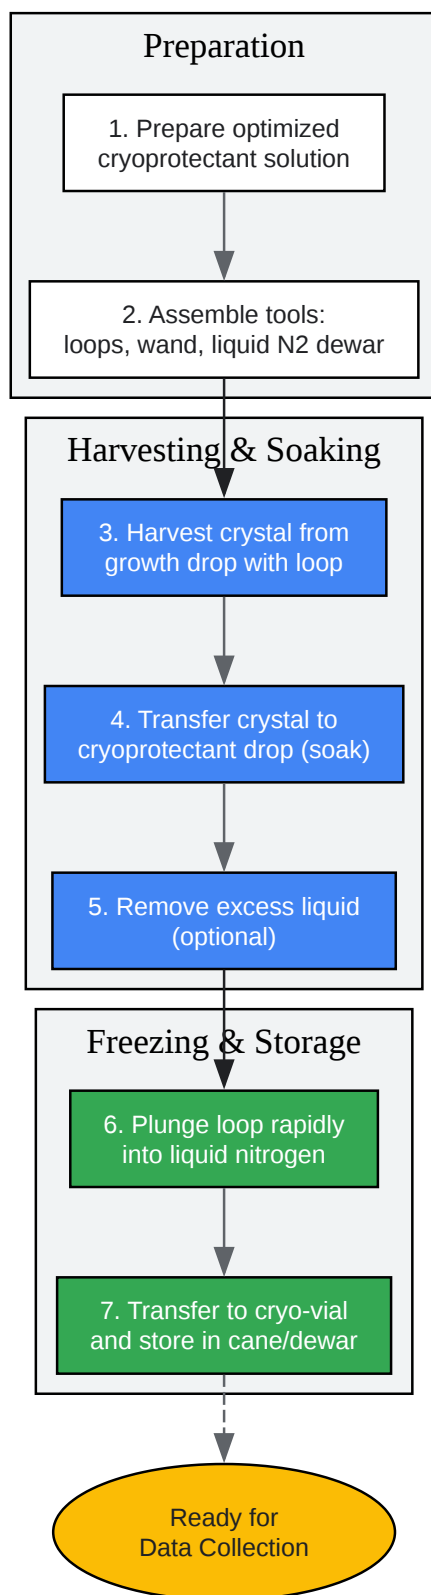 Preparation
1. Prepare optimized
cryoprotectant solution
2. Assemble tools:
loops, wand, liquid N2 dewar
Harvesting & Soaking
3. Harvest crystal from
growth drop with loop
4. Transfer crystal to
cryoprotectant drop (soak)
5. Remove excess liquid
(optional)
Freezing & Storage
6. Plunge loop rapidly
into liquid nitrogen
7. Transfer to cryo-vial
and store in cane/dewar
Ready for
Data Collection